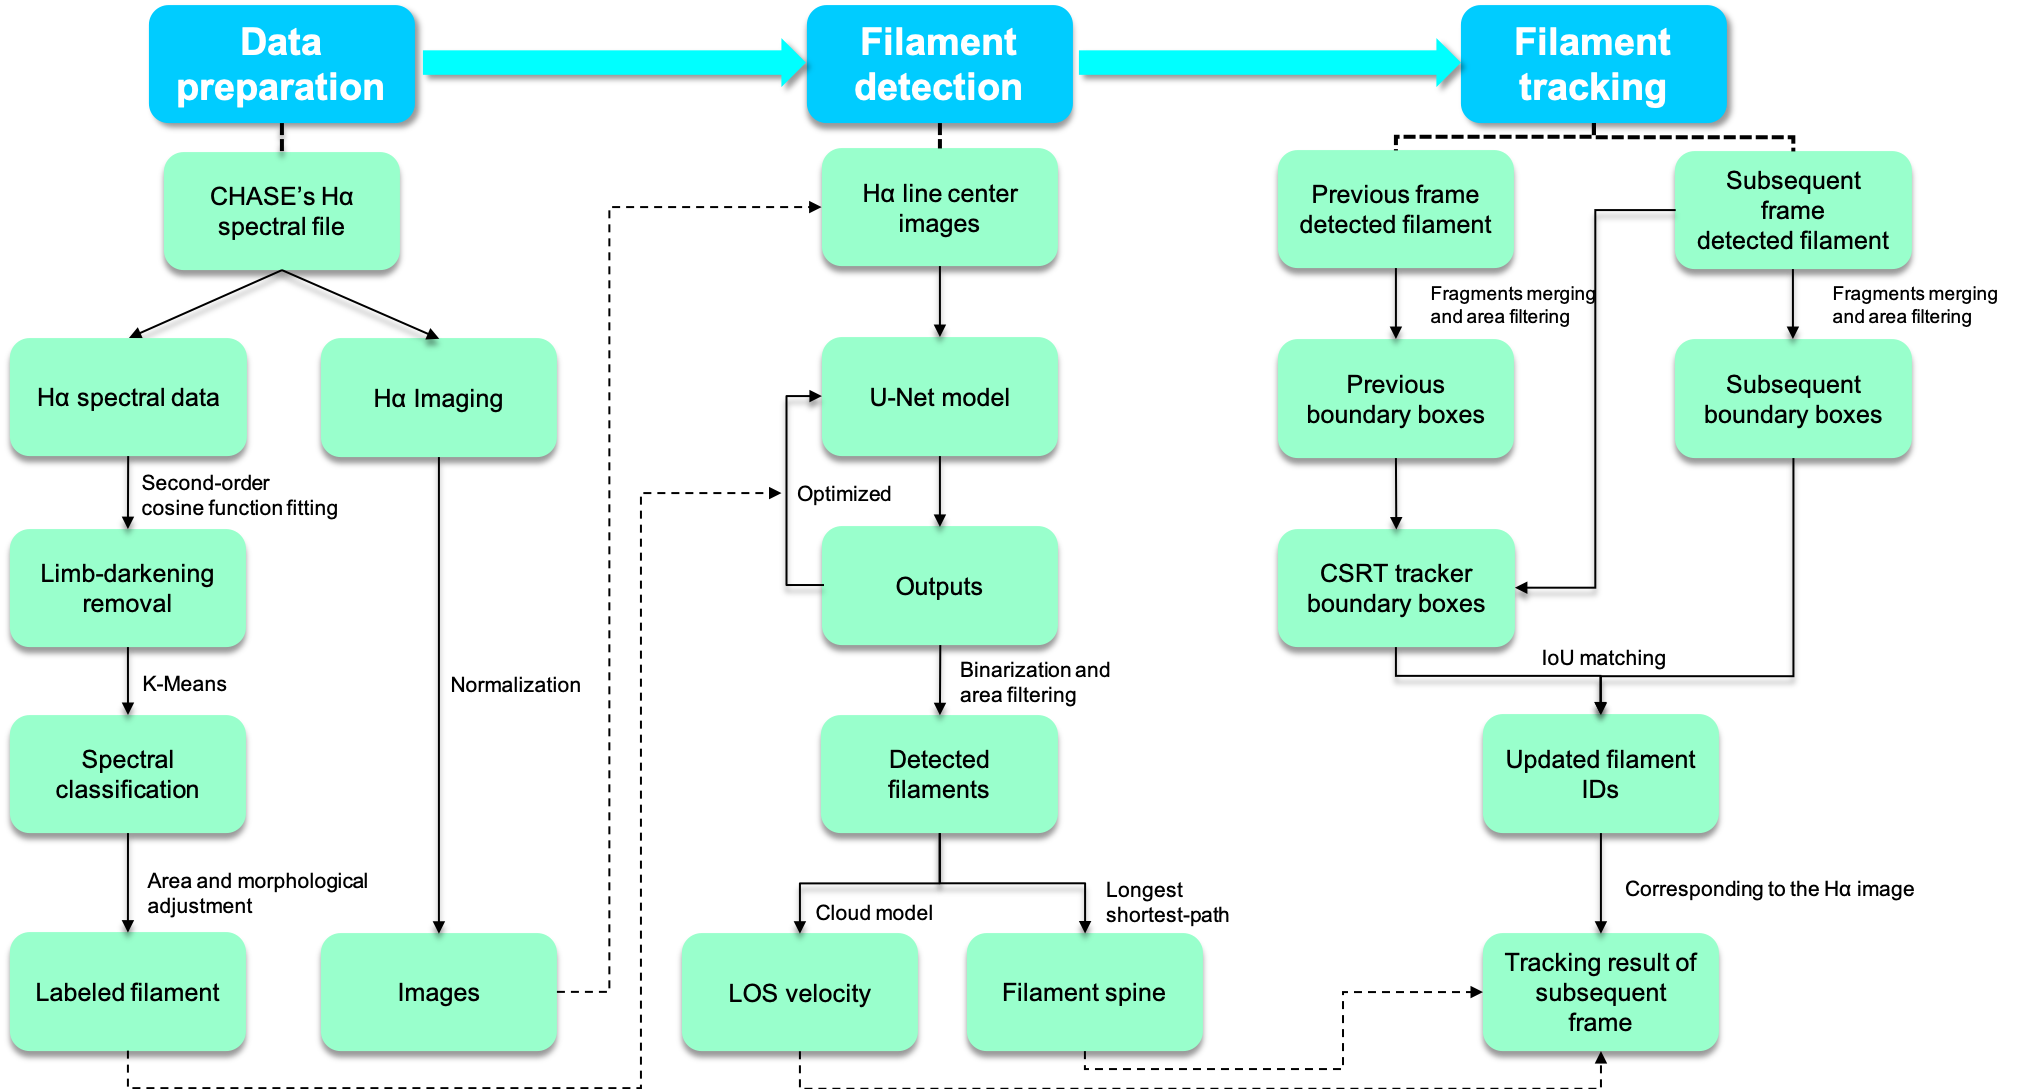 Data
preparation
Filament
detection
Filament
tracking
CHASE's Hα
spectral file
Hα spectral data
Hα Imaging
Second-order
cosine function fitting
Limb-darkening
removal
K-Means
Normalization
Spectral
classification
Area and morphological
adjustment
Labeled filament
Images
Hα line center
images
U-Net model
Optimized
Outputs
Binarization and
area filtering
Detected
filaments
Cloud model
Longest
shortest-path
LOS velocity
Filament spine
Previous frame
detected filament
Subsequent
frame
detected filament
Fragments merging
and area filtering
Fragments merging
and area filtering
Previous
boundary boxes
Subsequent
boundary boxes
CSRT tracker
boundary boxes
IoU matching
Updated filament
IDs
Corresponding to the Hα image
Tracking result of
subsequent
frame